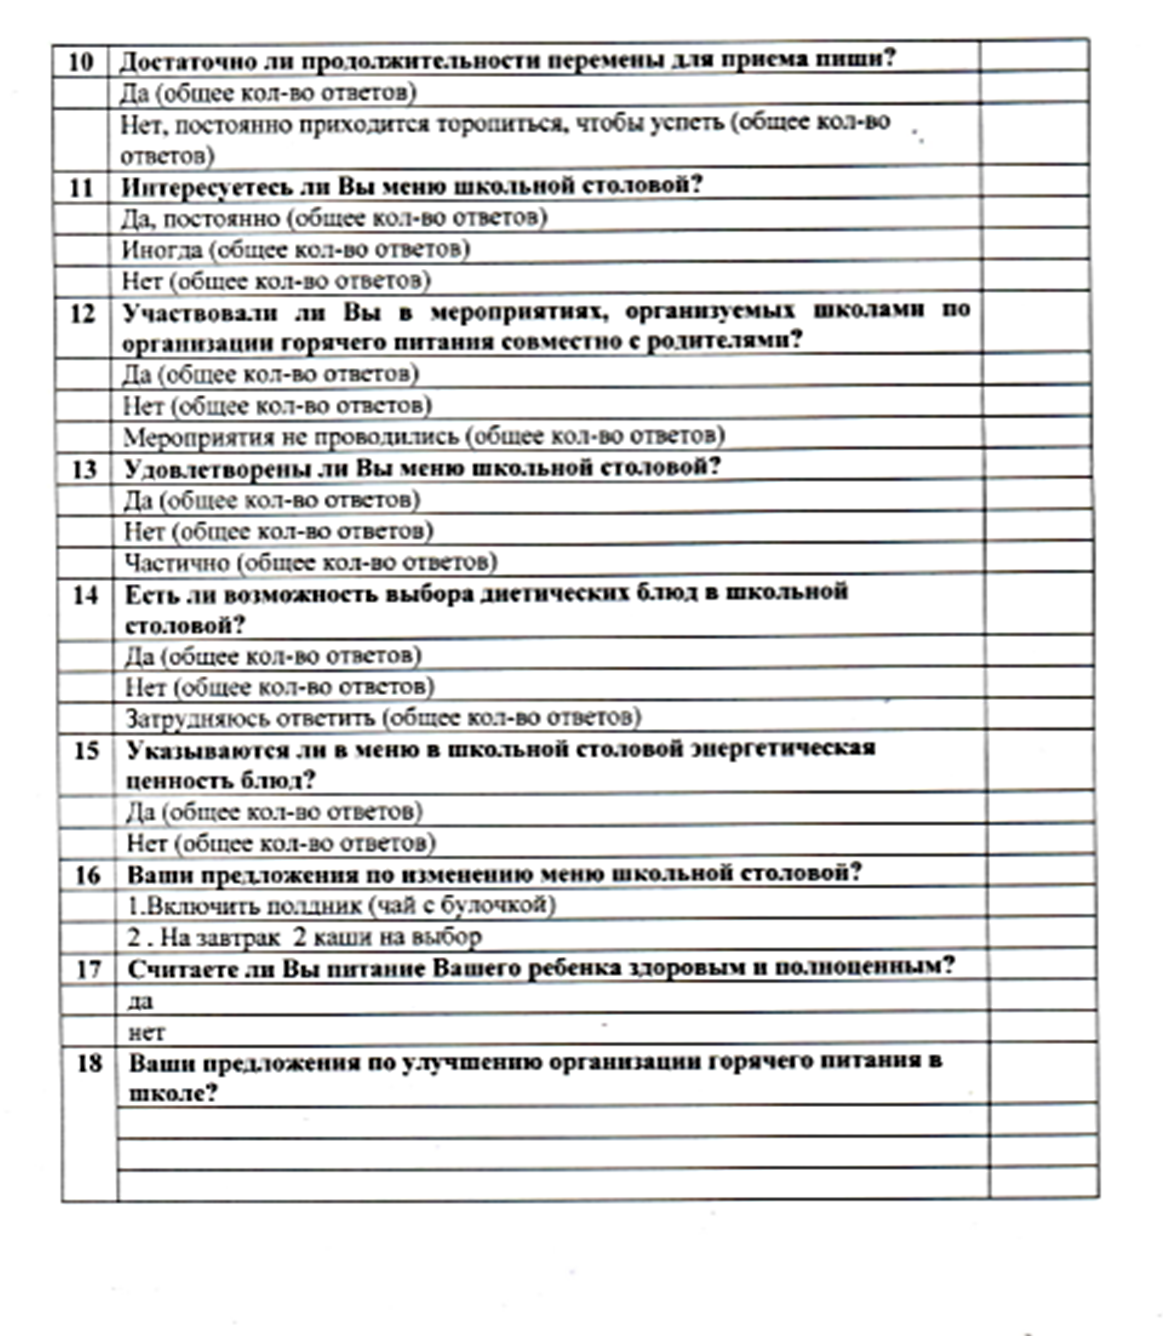 10 Достаточно ли продолжительности перемены для приема пиши?
Да (общее кол-во ответов)
Нет, постоянно приходится торопиться, чтобы успеть (общее кол-во
ответов)
11 Интересуетесь ли Вы меню школьной столовой?
Да, постоянно (общее кол-во ответов)
Иногда (общее кол-во ответов)
Нет (общее кол-во ответов)
12 Участвовали ли Вы в мероприятиях, организуемых школами по
организации горячего питания совместно с родителями?
Да (общее кол-во ответов)
Нет (общее кол-во ответов)
Мероприятия не проводились (общее кол-во ответов)
13 Удовлетворены ли Вы меню школьной столовой?
Да (общее кол-во ответов)
Нет (общее кол-во ответов)
Частично (общее кол-во ответов)
14 Есть ли возможность выбора диетических блюд в школьной
столовой?
Да (общее кол-во ответов)
Нет (общее кол-во ответов)
Затрудняюсь ответить (общее кол-во ответов)
15 Указываются ли в меню в школьной столовой энергетическая
ценность блюд?
Да (общее кол-во ответов)
Нет (общее кол-во ответов)
16 Ваши предложения по изменению меню школьной столовой?
1.Включить полдник (чай с булочкой)
2 . На завтрак 2 каши на выбор
17 Считаете ли Вы питание Вашего ребенка здоровым и полноценным?
да
нет
18 Ваши предложения по улучшению организации горячего питания в
школе?